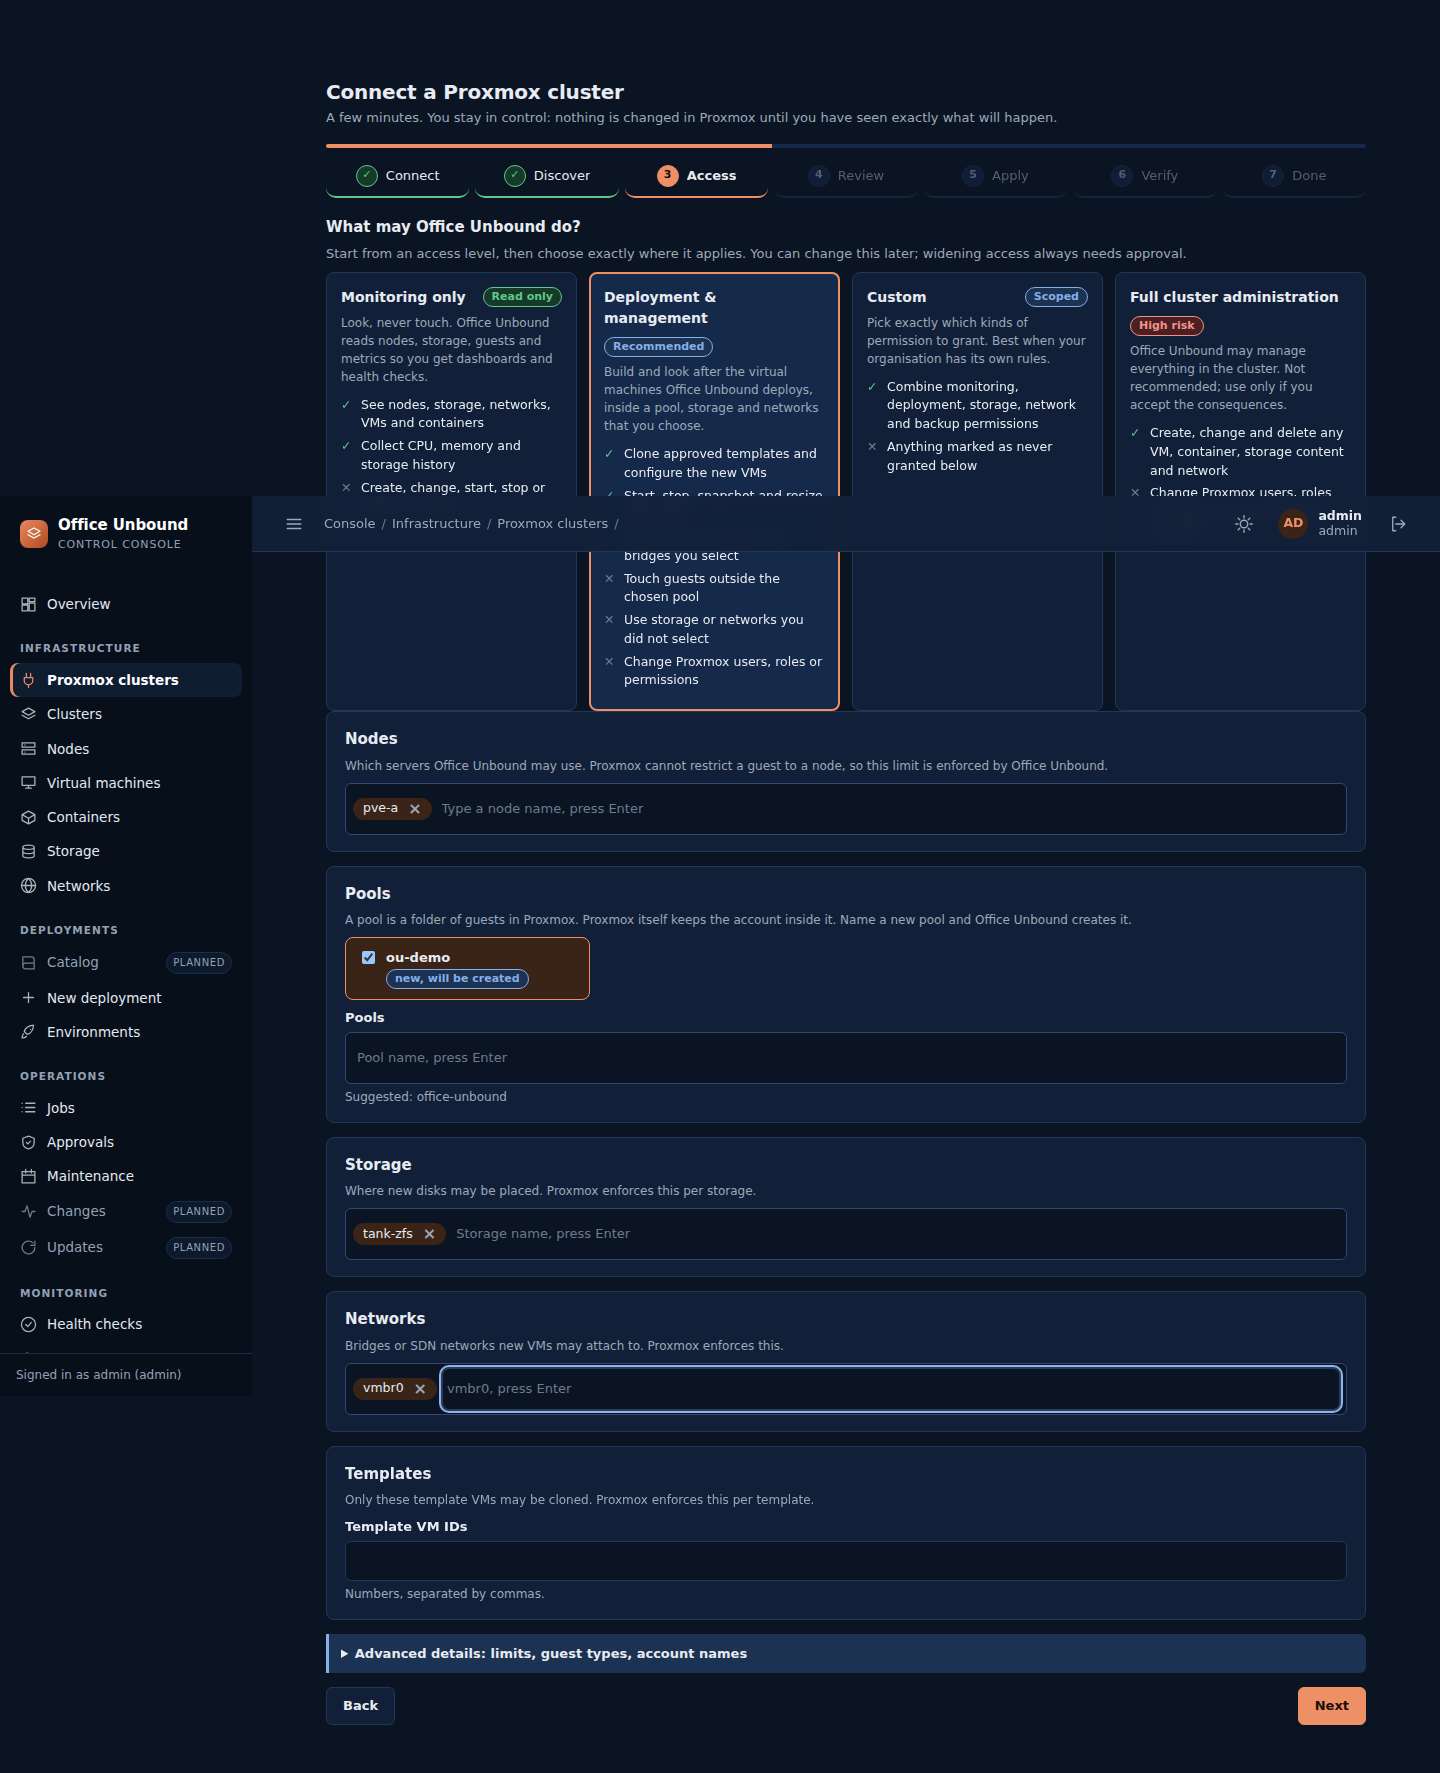 Connect a Proxmox cluster
A few minutes. You stay in control: nothing is changed in Proxmox until you have seen exactly what will happen.
✓ Connect
✓ Discover
3 Access
4 Review
5 Apply
6 Verify
7 Done
What may Office Unbound do?
Start from an access level, then choose exactly where it applies. You can change this later; widening access always needs approval.
Monitoring only
Read only
Look, never touch. Office Unbound
reads nodes, storage, guests and
metrics so you get dashboards and
health checks.
✓ See nodes, storage, networks,
VMs and containers
✓ Collect CPU, memory and
storage history
✕ Create, change, start, stop or
Deployment &
management
Recommended
Build and look after the virtual
machines Office Unbound deploys,
inside a pool, storage and networks
that you choose.
✓ Clone approved templates and
configure the new VMs
✓ Start, stop, snapshot and resize
bridges you select
✕ Touch guests outside the
chosen pool
✕ Use storage or networks you
did not select
✕ Change Proxmox users, roles or
permissions
Custom
Scoped
Pick exactly which kinds of
permission to grant. Best when your
organisation has its own rules.
✓ Combine monitoring,
deployment, storage, network
and backup permissions
✕ Anything marked as never
granted below
Full cluster administration
High risk
Office Unbound may manage
everything in the cluster. Not
recommended; use only if you
accept the consequences.
✓ Create, change and delete any
VM, container, storage content
and network
✕ Change Proxmox users, roles
Office Unbound
CONTROL CONSOLE
Console / Infrastructure / Proxmox clusters /
AD
admin
admin
Overview
INFRASTRUCTURE
Proxmox clusters
Clusters
Nodes
Virtual machines
Containers
Storage
Networks
DEPLOYMENTS
Catalog PLANNED
New deployment
Environments
OPERATIONS
Jobs
Approvals
Maintenance
Changes PLANNED
Updates PLANNED
MONITORING
Health checks
Signed in as admin (admin)
Nodes
Which servers Office Unbound may use. Proxmox cannot restrict a guest to a node, so this limit is enforced by Office Unbound.
pve-a ✕ Type a node name, press Enter
Pools
A pool is a folder of guests in Proxmox. Proxmox itself keeps the account inside it. Name a new pool and Office Unbound creates it.
ou-demo
new, will be created
Pools
Pool name, press Enter
Suggested: office-unbound
Storage
Where new disks may be placed. Proxmox enforces this per storage.
tank-zfs ✕ Storage name, press Enter
Networks
Bridges or SDN networks new VMs may attach to. Proxmox enforces this.
vmbr0 ✕ vmbr0, press Enter
Templates
Only these template VMs may be cloned. Proxmox enforces this per template.
Template VM IDs
Numbers, separated by commas.
Advanced details: limits, guest types, account names
Back
Next